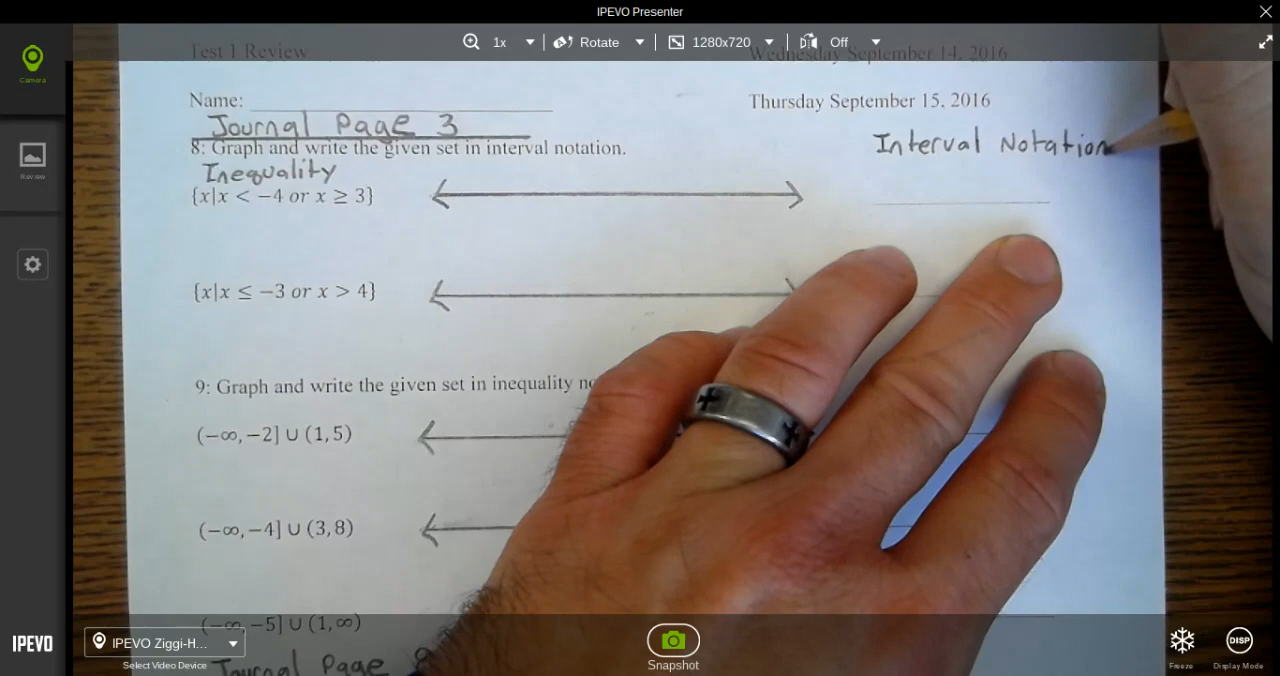 IPEVO Presenter
1x Rotate 1280x720 Off
Camera
Review
Test 1 Review Wednesday September 14, 2016
Name: Thursday September 15, 2016
Journal Page 3
8: Graph and write the given set in interval notation. Interval Notation
Inequality
{x|x < −4 or x ≥ 3}
{x|x ≤ −3 or x > 4}
9: Graph and write the given set in inequality
(−∞, −2] ∪ (1, 5)
(−∞, −4] ∪ (3, 8)
(−∞, −5] ∪ (1, ∞)
Journal Page
IPEVO
IPEVO Ziggi-H...
Select Video Device
Snapshot
Freeze
DISP
Display Mode